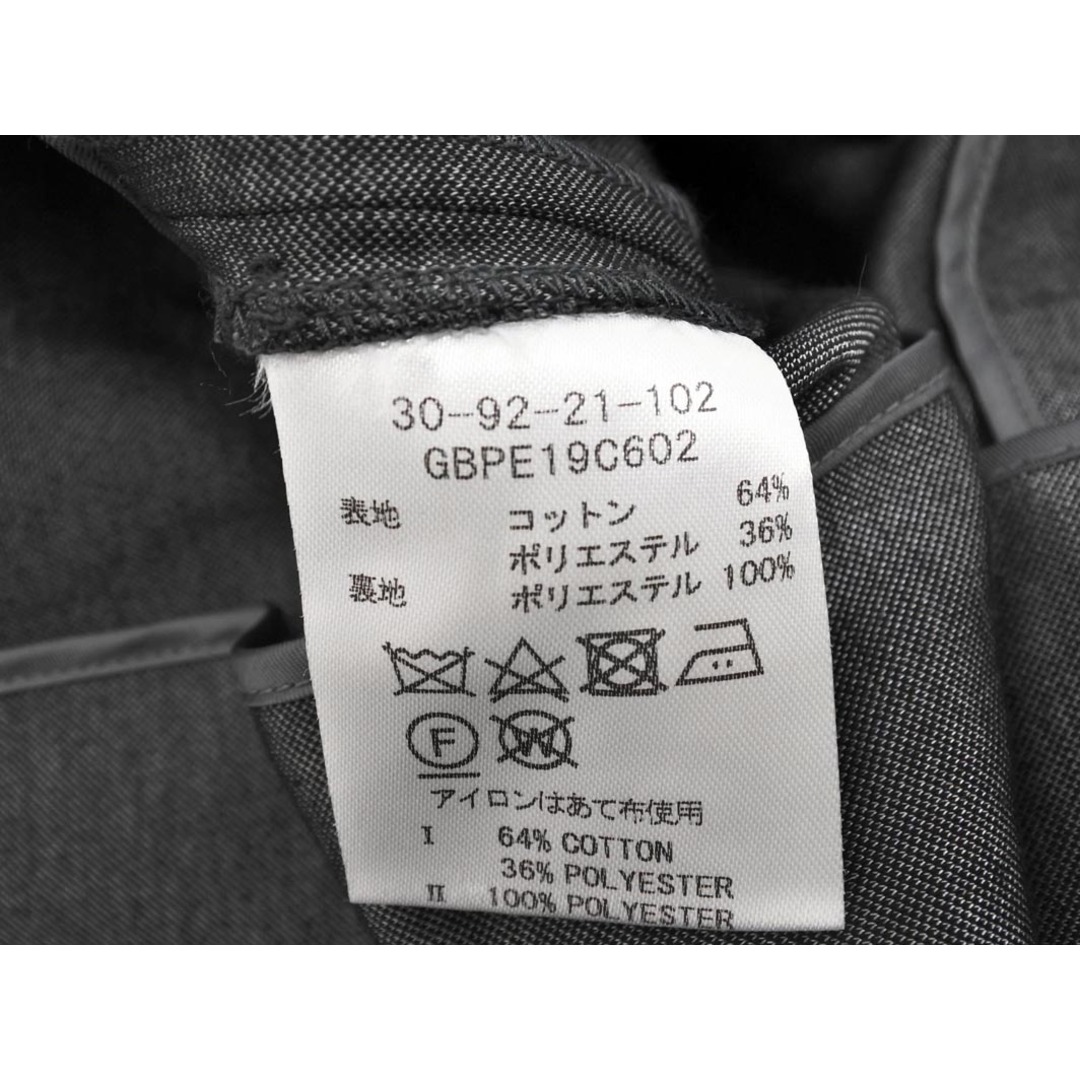 30-92-21-102
GBPE19C602
表地 コットン 64%
ポリエステル 36%
裏地 ポリエステル 100%
F W
アイロンはあて布使用
I 64% COTTON
36% POLYESTER
II 100% POLYESTER